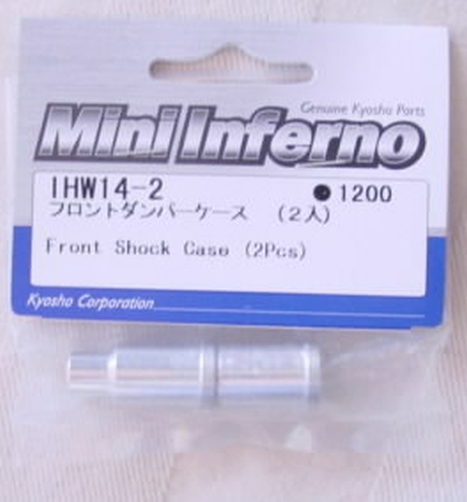 Genuine Kyosho Parts
Mini Inferno
IHW14-2 ●1200
フロントダンパーケース (2入)
Front Shock Case (2Pcs)
Kyosho Corporation